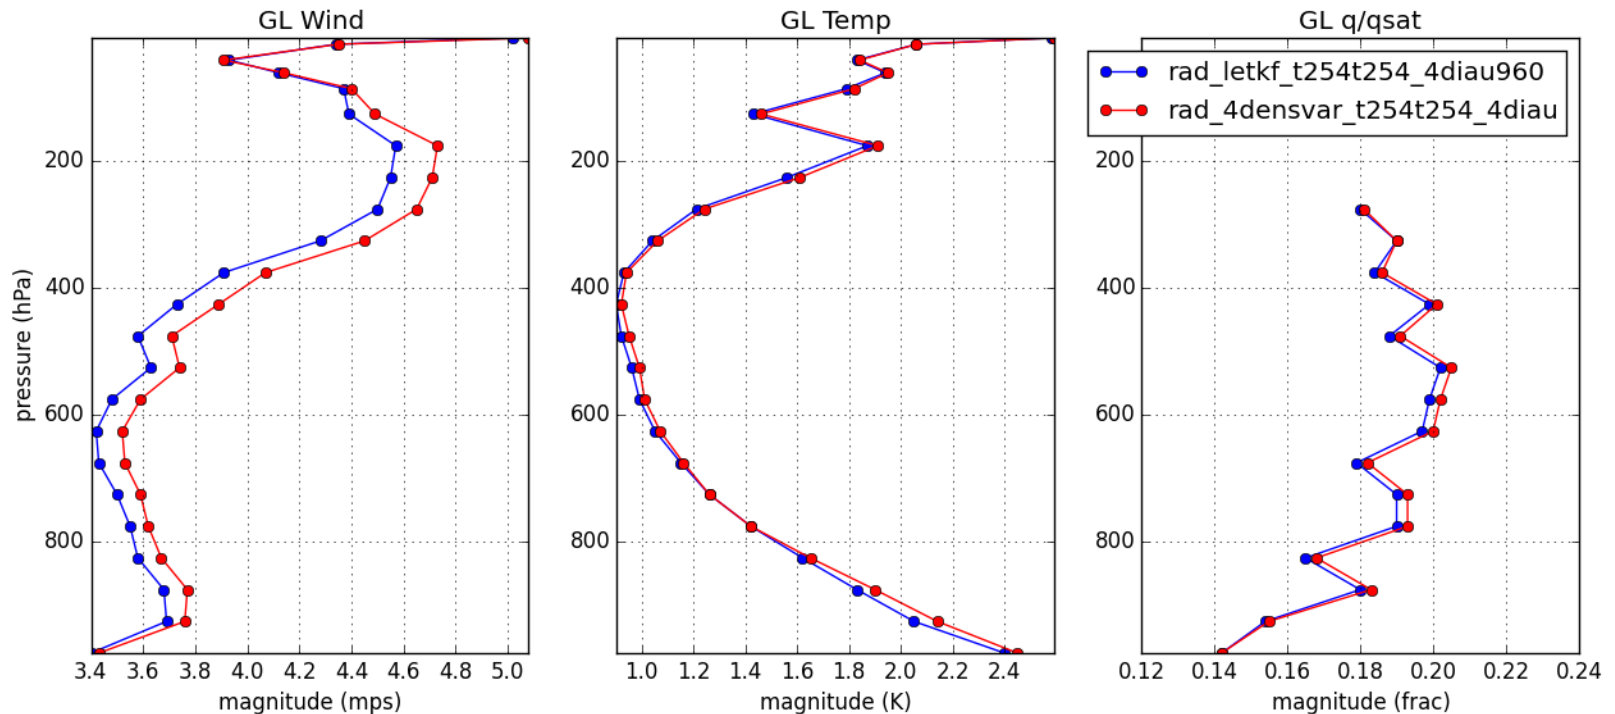 GL Wind
GL Temp
GL q/qsat
rad_letkf_t254t254_4diau960
rad_4densvar_t254t254_4diau
pressure (hPa)
200
400
600
800
3.4 3.6 3.8 4.0 4.2 4.4 4.6 4.8 5.0
magnitude (mps)
200
400
600
800
1.0 1.2 1.4 1.6 1.8 2.0 2.2 2.4
magnitude (K)
200
400
600
800
0.12 0.14 0.16 0.18 0.20 0.22 0.24
magnitude (frac)